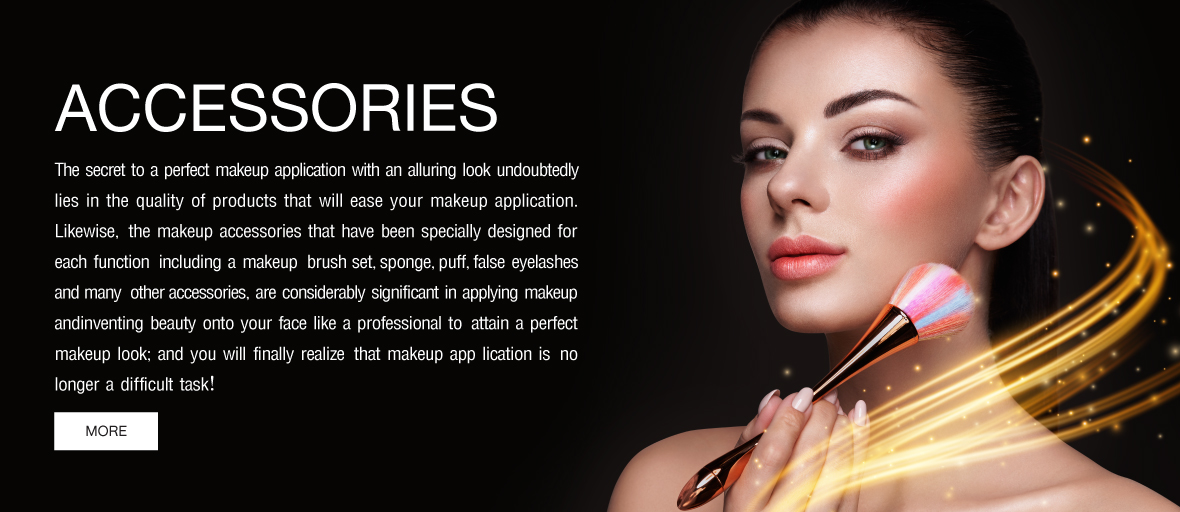 ACCESSORIES
The secret to a perfect makeup application with an alluring look undoubtedly
lies in the quality of products that will ease your makeup application.
Likewise, the makeup accessories that have been specially designed for
each function including a makeup brush set, sponge, puff, false eyelashes
and many other accessories, are considerably significant in applying makeup
andinventing beauty onto your face like a professional to attain a perfect
makeup look; and you will finally realize that makeup app lication is no
longer a difficult task!
MORE